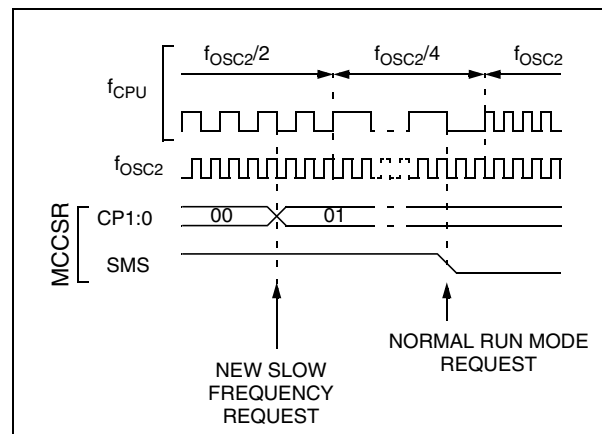 fOSC2/2 fOSC2/4 fOSC2
fCPU
fOSC2
MCCSR
CP1:0 00 01
SMS
NEW SLOW
FREQUENCY
REQUEST
NORMAL RUN MODE
REQUEST